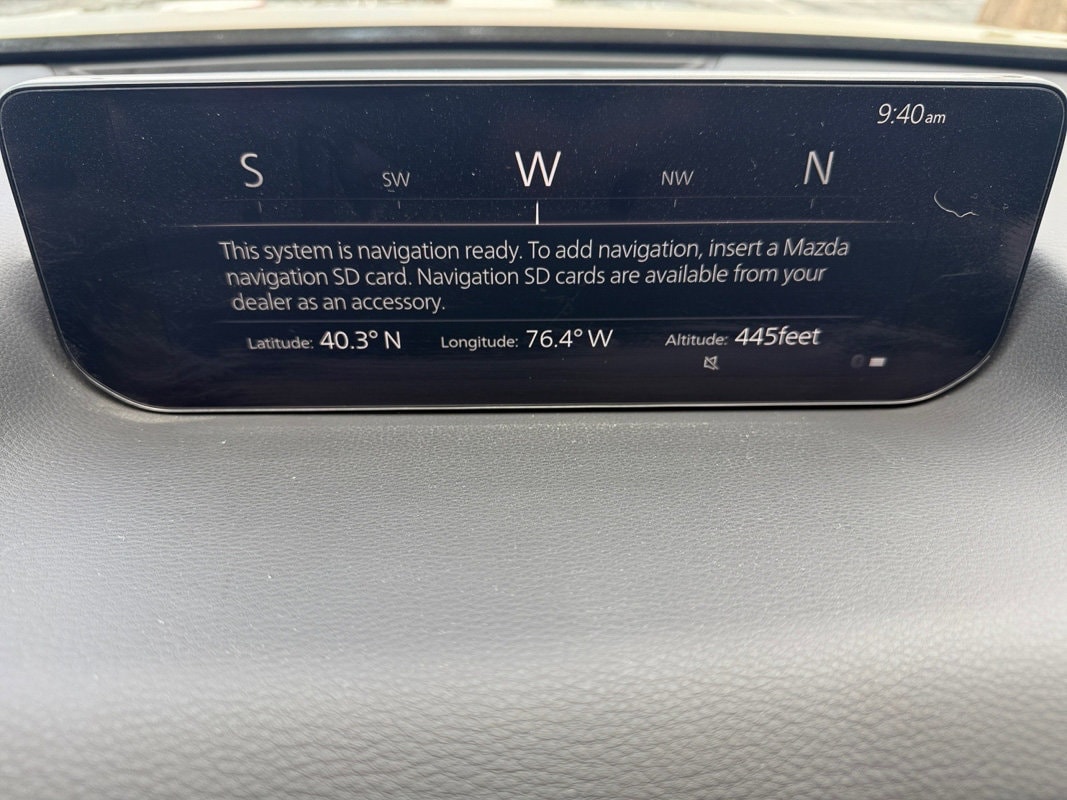 9:40am
S SW W NW N
This system is navigation ready. To add navigation, insert a Mazda
navigation SD card. Navigation SD cards are available from your
dealer as an accessory.
Latitude: 40.3° N Longitude: 76.4° W Altitude: 445feet